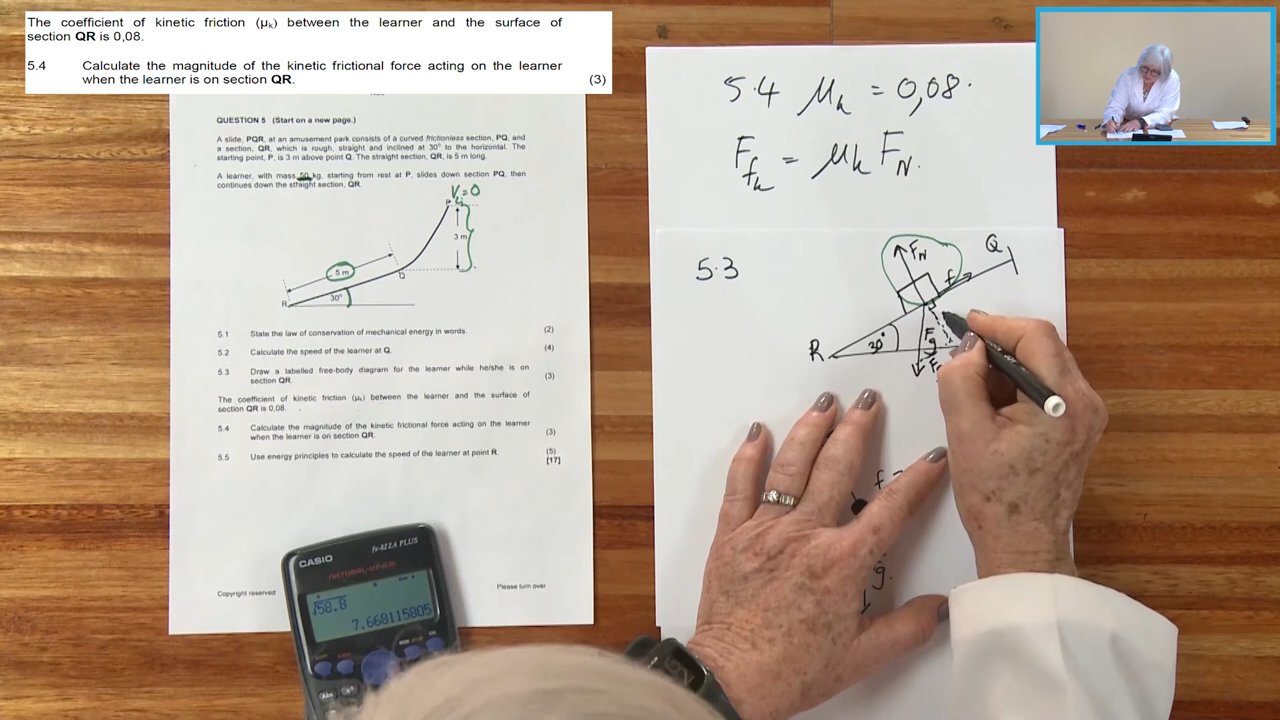 The coefficient of kinetic friction (μk) between the learner and the surface of
section QR is 0,08.
5.4 Calculate the magnitude of the kinetic frictional force acting on the learner
when the learner is on section QR. (3)
QUESTION 5 (Start on a new page.)
A slide, PQR, at an amusement park consists of a curved frictionless section, PQ, and
a section, QR, which is rough, straight and inclined at 30° to the horizontal. The
starting point, P, is 3 m above point Q. The straight section, QR, is 5 m long.
A learner, with mass 50 kg, starting from rest at P, slides down section PQ, then
continues down the straight section, QR.
Vi = 0
P
3 m
5 m
Q
30°
R
5.1 State the law of conservation of mechanical energy in words. (2)
5.2 Calculate the speed of the learner at Q. (4)
5.3 Draw a labelled free-body diagram for the learner while he/she is on
section QR. (3)
The coefficient of kinetic friction (μk) between the learner and the surface of
section QR is 0,08.
5.4 Calculate the magnitude of the kinetic frictional force acting on the learner
when the learner is on section QR. (3)
5.5 Use energy principles to calculate the speed of the learner at point R. (5)
[17]
Copyright reserved Please turn over
CASIO fx-82ZA PLUS
NATURAL-V.P.A.M.
√58.8
7.668115805
5.4 μk = 0,08.
Ffk = μk FN.
5.3
FN
Q
f
R
30°
Fg
f
g.